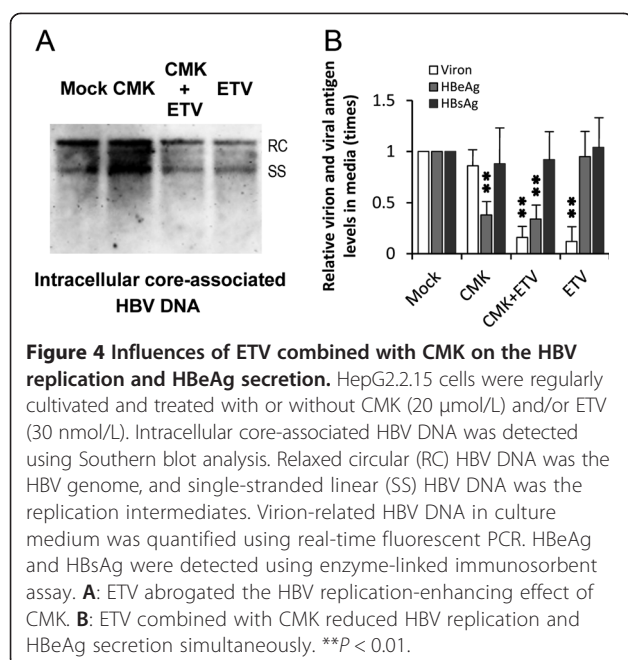 A
CMK
+
Mock CMK ETV ETV
RC
SS
Intracellular core-associated
HBV DNA
B
Viron
HBeAg
HBsAg
Relative virion and viral antigen
levels in media (times)
1.5
1
0.5
0
**
**
**
**
Mock
CMK
CMK+ETV
ETV
Figure 4 Influences of ETV combined with CMK on the HBV
replication and HBeAg secretion. HepG2.2.15 cells were regularly
cultivated and treated with or without CMK (20 μmol/L) and/or ETV
(30 nmol/L). Intracellular core-associated HBV DNA was detected
using Southern blot analysis. Relaxed circular (RC) HBV DNA was the
HBV genome, and single-stranded linear (SS) HBV DNA was the
replication intermediates. Virion-related HBV DNA in culture
medium was quantified using real-time fluorescent PCR. HBeAg
and HBsAg were detected using enzyme-linked immunosorbent
assay. A: ETV abrogated the HBV replication-enhancing effect of
CMK. B: ETV combined with CMK reduced HBV replication and
HBeAg secretion simultaneously. **P < 0.01.